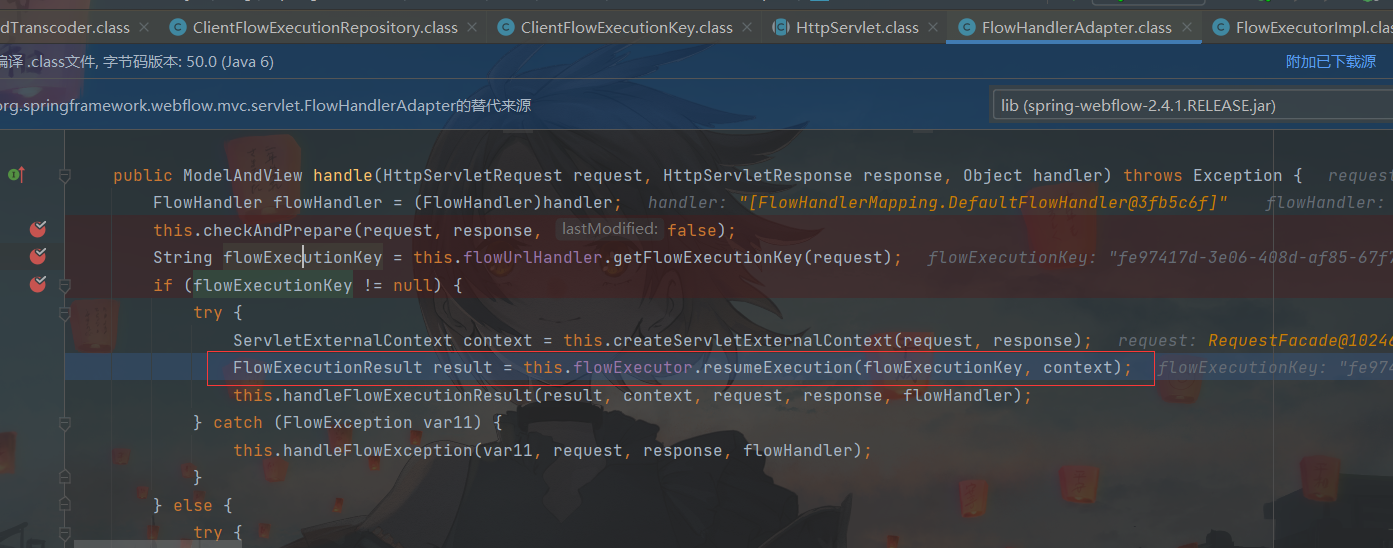 dTranscoder.class ClientFlowExecutionRepository.class ClientFlowExecutionKey.class HttpServlet.class FlowHandlerAdapter.class FlowExecutorImpl.clas
编译 .class文件, 字节码版本: 50.0 (Java 6) 附加已下载源
org.springframework.webflow.mvc.servlet.FlowHandlerAdapter的替代来源 lib (spring-webflow-2.4.1.RELEASE.jar)
public ModelAndView handle(HttpServletRequest request, HttpServletResponse response, Object handler) throws Exception { request
FlowHandler flowHandler = (FlowHandler)handler; handler: "[FlowHandlerMapping.DefaultFlowHandler@3fb5c6f]" flowHandler:
this.checkAndPrepare(request, response, lastModified: false);
String flowExecutionKey = this.flowUrlHandler.getFlowExecutionKey(request); flowExecutionKey: "fe97417d-3e06-408d-af85-67f7
if (flowExecutionKey != null) {
try {
ServletExternalContext context = this.createServletExternalContext(request, response); request: RequestFacade@10246
FlowExecutionResult result = this.flowExecutor.resumeExecution(flowExecutionKey, context); flowExecutionKey: "fe974
this.handleFlowExecutionResult(result, context, request, response, flowHandler);
} catch (FlowException var11) {
this.handleFlowException(var11, request, response, flowHandler);
}
} else {
try {